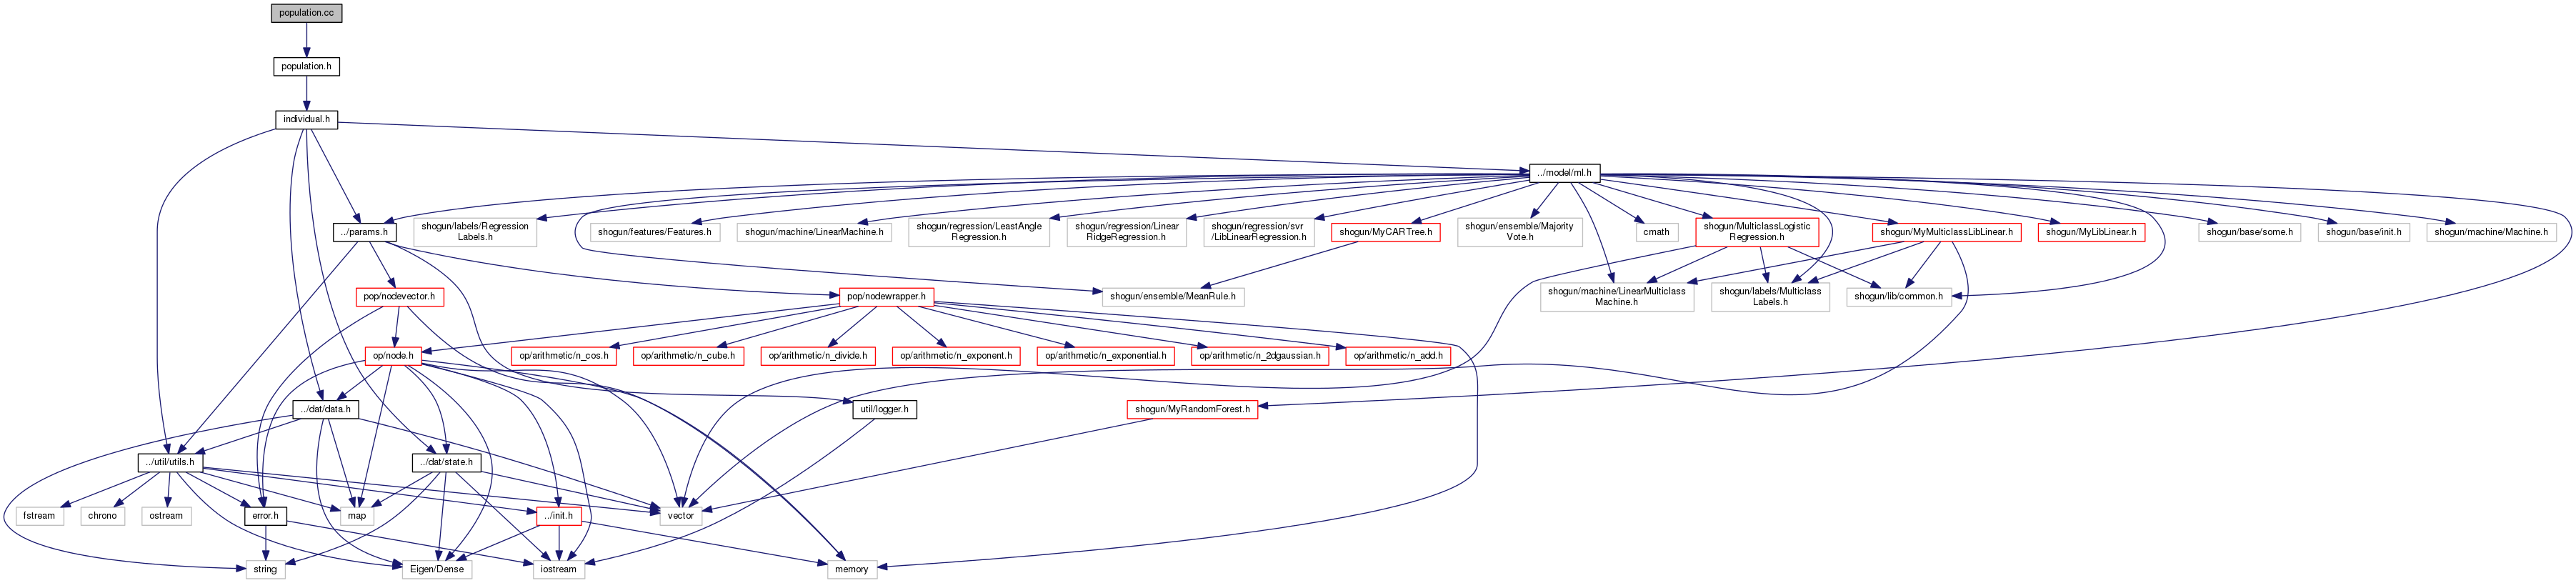 population.cc
population.h
individual.h
../model/ml.h
../params.h
shogun/labels/Regression
Labels.h
shogun/features/Features.h
shogun/machine/LinearMachine.h
shogun/regression/LeastAngle
Regression.h
shogun/regression/Linear
RidgeRegression.h
shogun/regression/svr
/LibLinearRegression.h
shogun/MyCARTree.h
shogun/ensemble/Majority
Vote.h
cmath
shogun/MulticlassLogistic
Regression.h
shogun/MyMulticlassLibLinear.h
shogun/MyLibLinear.h
shogun/base/some.h
shogun/base/init.h
shogun/machine/Machine.h
pop/nodevector.h
pop/nodewrapper.h
shogun/ensemble/MeanRule.h
shogun/machine/LinearMulticlass
Machine.h
shogun/labels/Multiclass
Labels.h
shogun/lib/common.h
op/node.h
op/arithmetic/n_cos.h
op/arithmetic/n_cube.h
op/arithmetic/n_divide.h
op/arithmetic/n_exponent.h
op/arithmetic/n_exponential.h
op/arithmetic/n_2dgaussian.h
op/arithmetic/n_add.h
../dat/data.h
util/logger.h
shogun/MyRandomForest.h
../util/utils.h
../dat/state.h
fstream
chrono
ostream
error.h
map
../init.h
vector
string
Eigen/Dense
iostream
memory